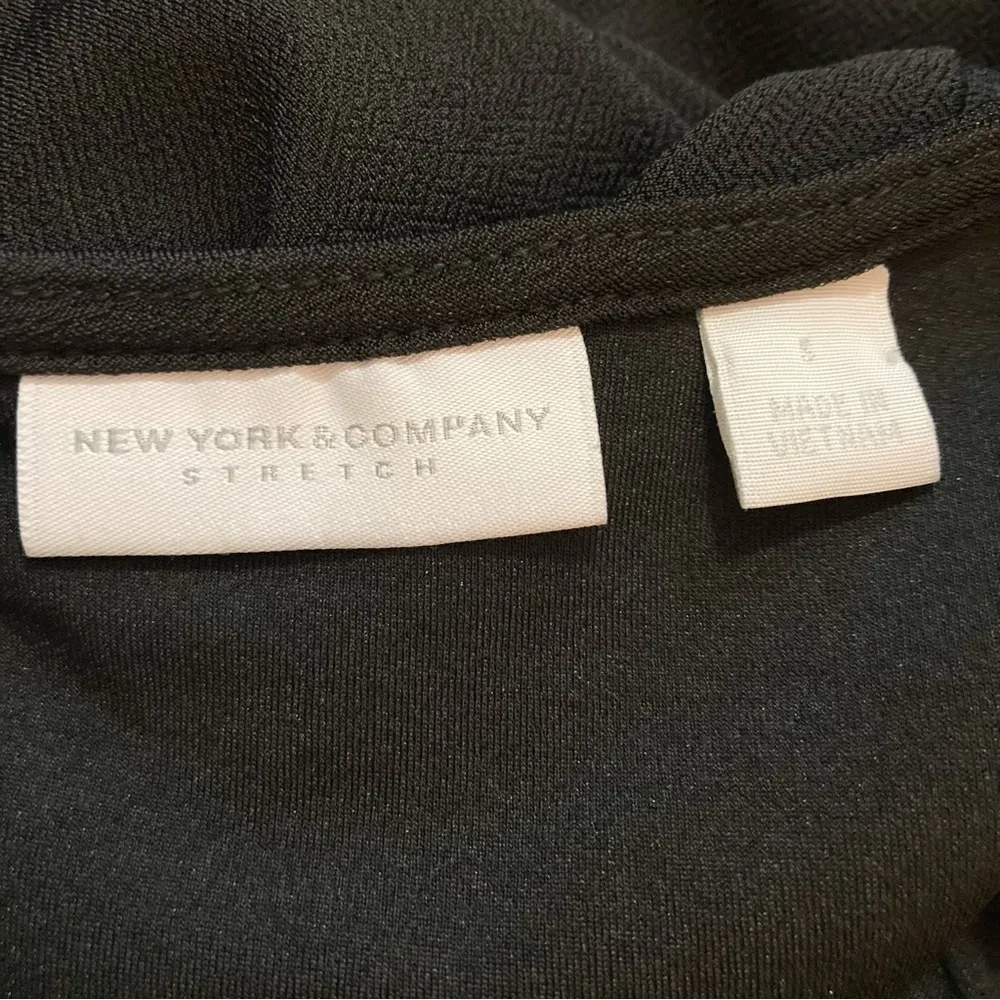 NEW YORK & COMPANY
STRETCH
MADE IN
VIETNAM